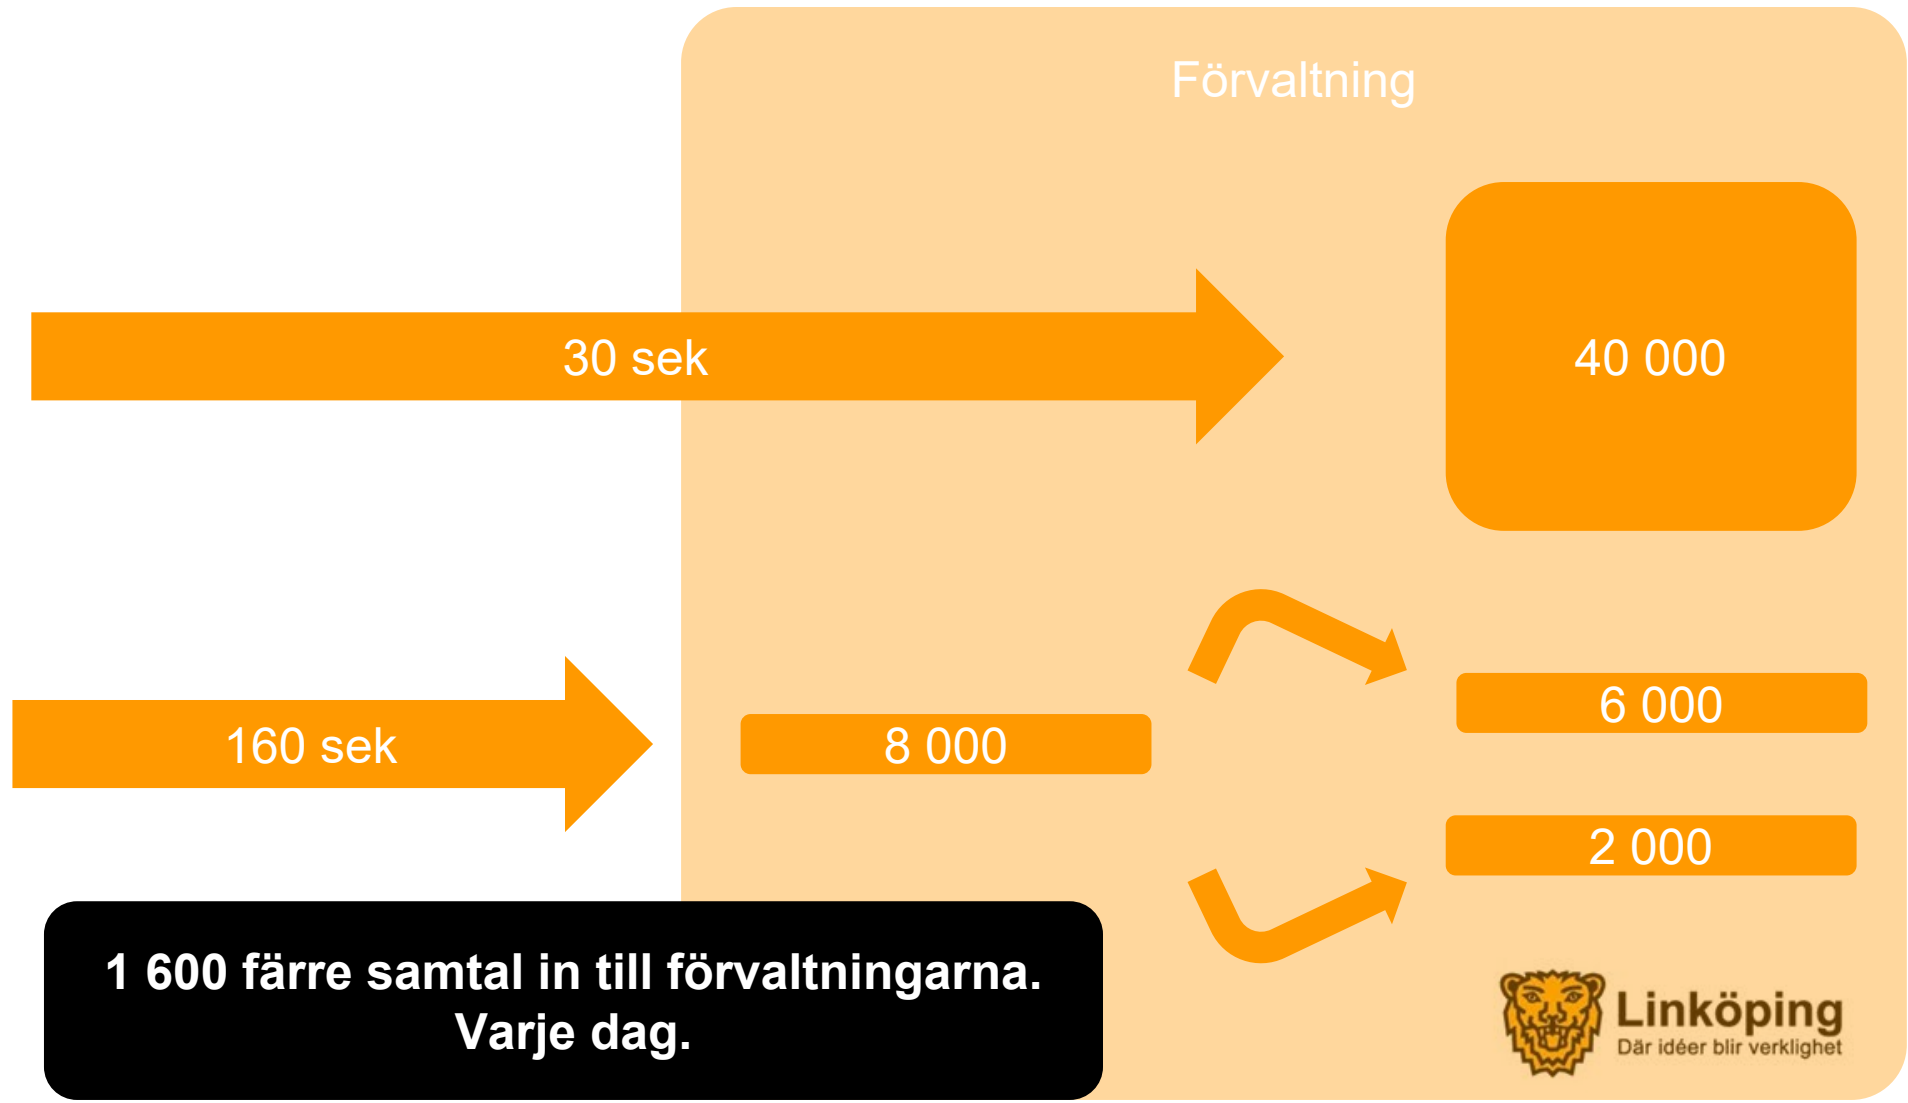 Förvaltning
30 sek
40 000
160 sek
8 000
6 000
2 000
1 600 färre samtal in till förvaltningarna.
Varje dag.
Linköping
Där idéer blir verklighet